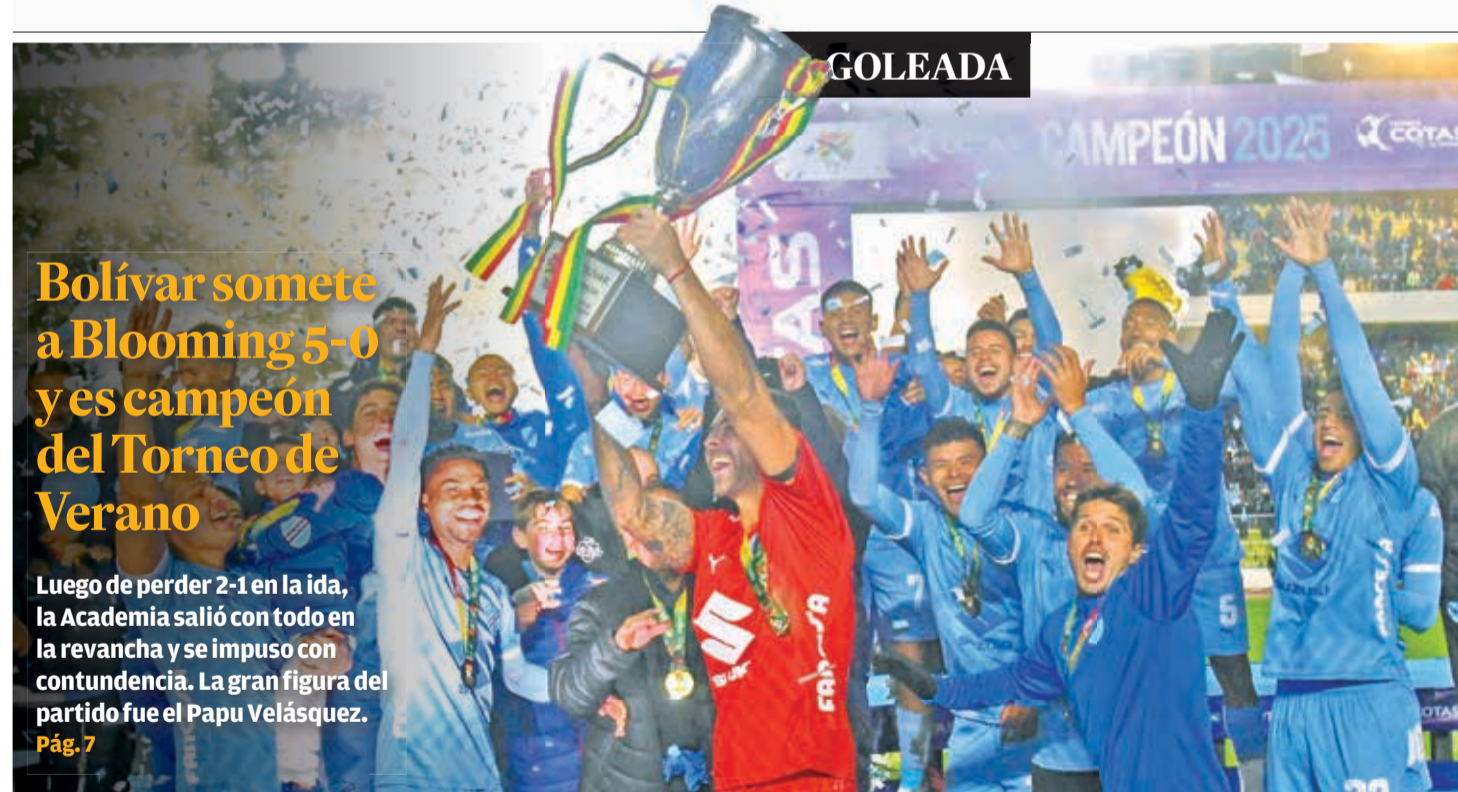 GOLEADA
CAMPEÓN 2025
COTAS
Bolívar somete
a Blooming 5-0
y es campeón
del Torneo de
Verano
Luego de perder 2-1 en la ida,
la Academia salió con todo en
la revancha y se impuso con
contundencia. La gran figura del
partido fue el Papu Velásquez.
Pág. 7
AS
5